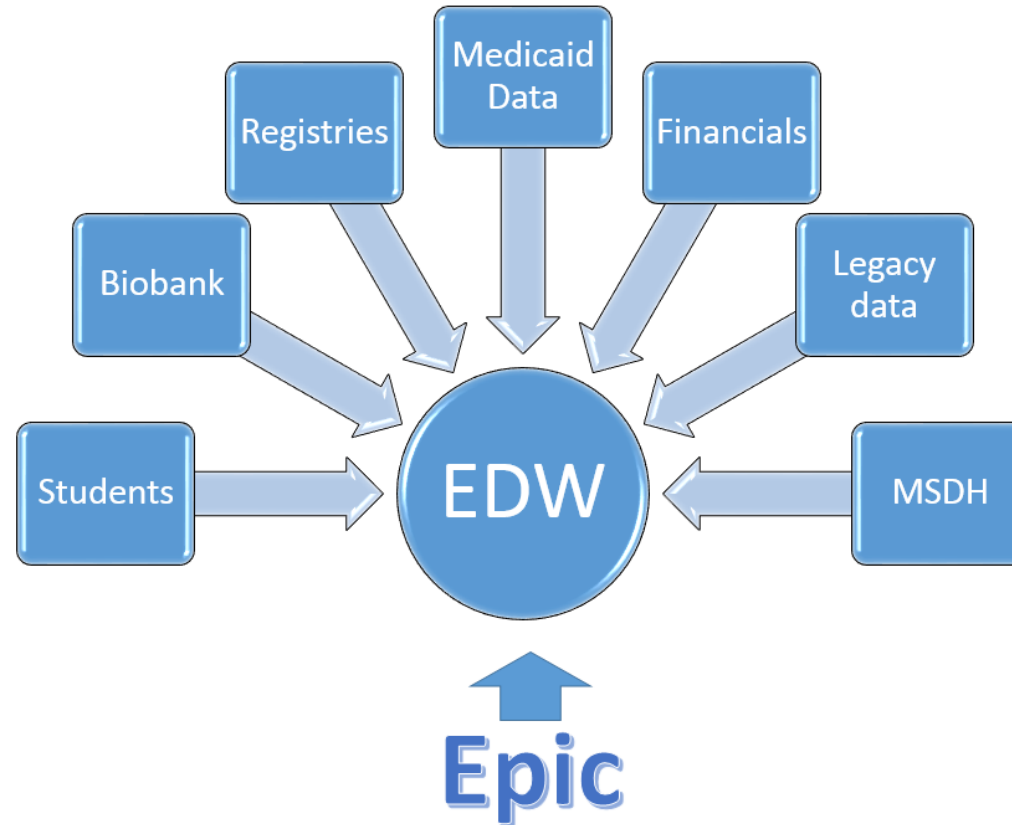 Medicaid
Data
Registries
Financials
Biobank
Legacy
data
Students
EDW
MSDH
Epic